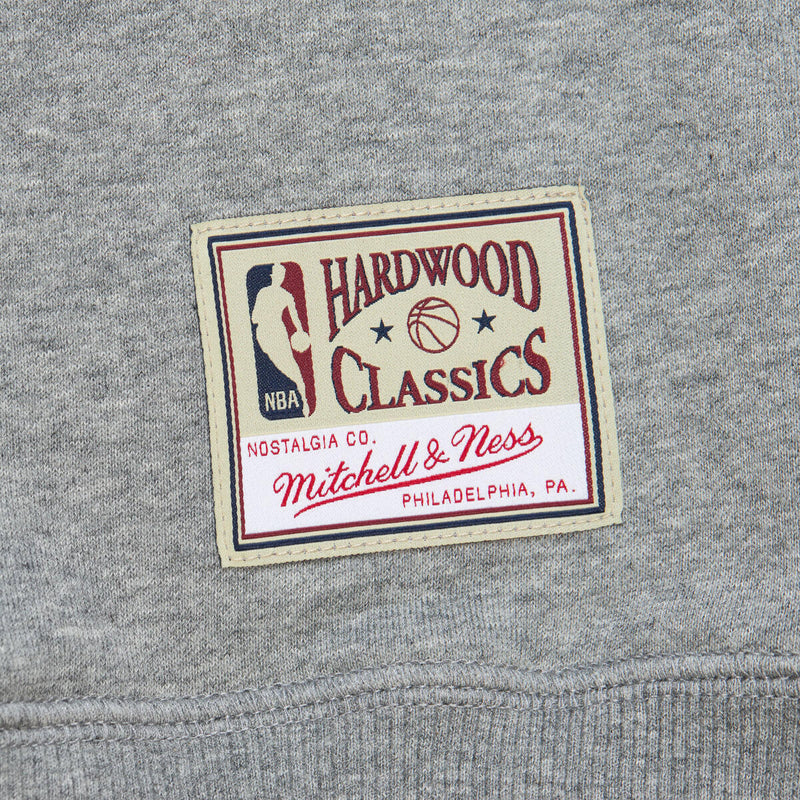 HARDWOOD
CLASSICS
NBA
NOSTALGIA CO.
Mitchell & Ness
PHILADELPHIA, PA.